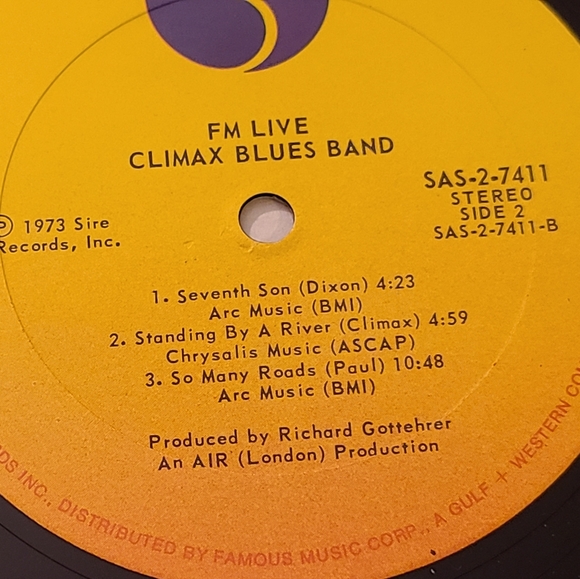 FM LIVE
CLIMAX BLUES BAND
SAS-2-7411
STEREO
SIDE 2
SAS-2-7411-B
℗ 1973 Sire
Records, Inc.
1. Seventh Son (Dixon) 4:23
Arc Music (BMI)
2. Standing By A River (Climax) 4:59
Chrysalis Music (ASCAP)
3. So Many Roads (Paul) 10:48
Arc Music (BMI)
Produced by Richard Gottehrer
An AIR (London) Production
INC., DISTRIBUTED BY FAMOUS MUSIC CORP., A GULF + WESTERN